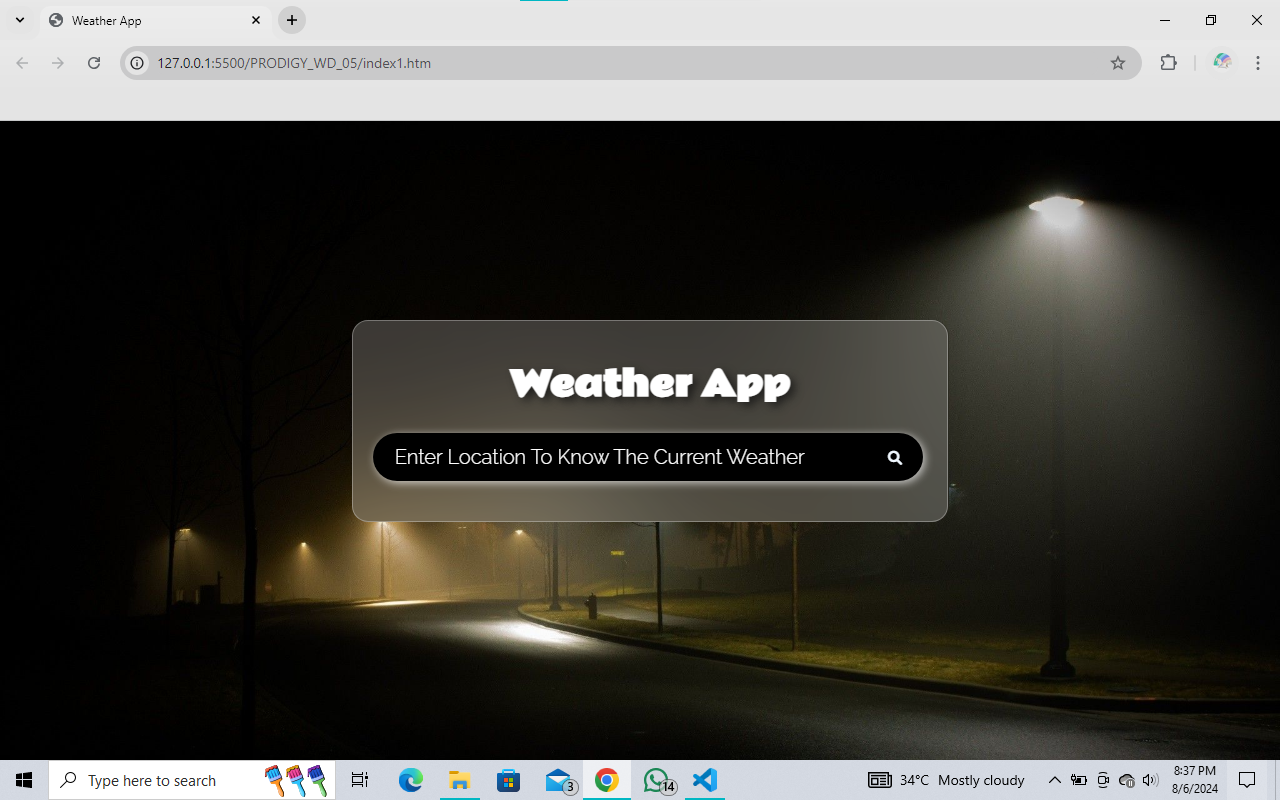 Weather App
127.0.0.1:5500/PRODIGY_WD_05/index1.htm
Weather App
Enter Location To Know The Current Weather
Type here to search
3
14
34°C Mostly cloudy
8:37 PM
8/6/2024